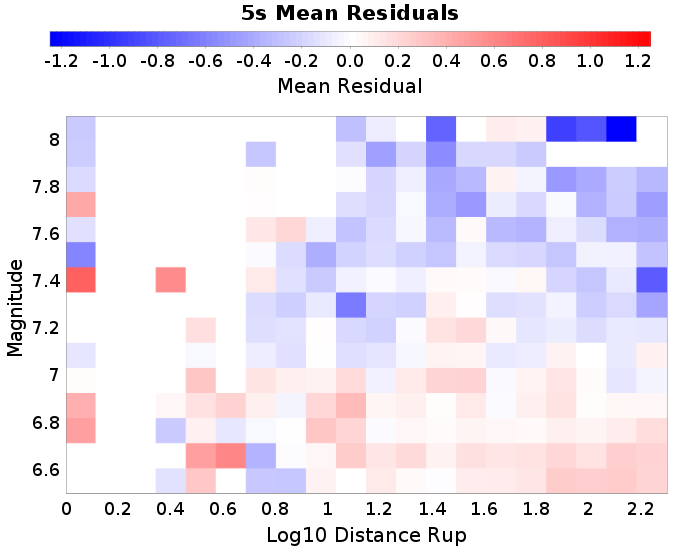 5s Mean Residuals
-1.2 -1.0 -0.8 -0.6 -0.4 -0.2 0.0 0.2 0.4 0.6 0.8 1.0 1.2
Mean Residual
8
7.8
7.6
7.4
7.2
7
6.8
6.6
Magnitude
0 0.2 0.4 0.6 0.8 1 1.2 1.4 1.6 1.8 2 2.2
Log10 Distance Rup